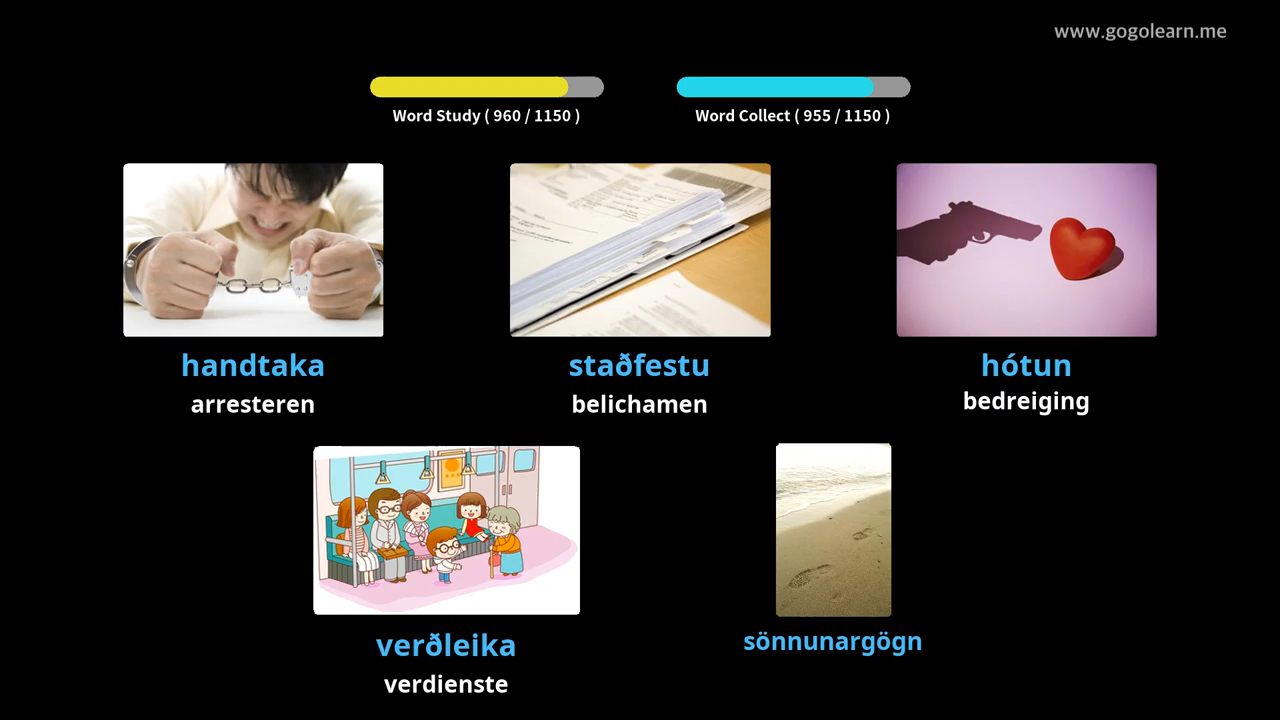 www.gogolearn.me
Word Study ( 960 / 1150 )
Word Collect ( 955 / 1150 )
handtaka
arresteren
staðfestu
belichamen
hótun
bedreiging
verðleika
verdienste
sönnunargögn